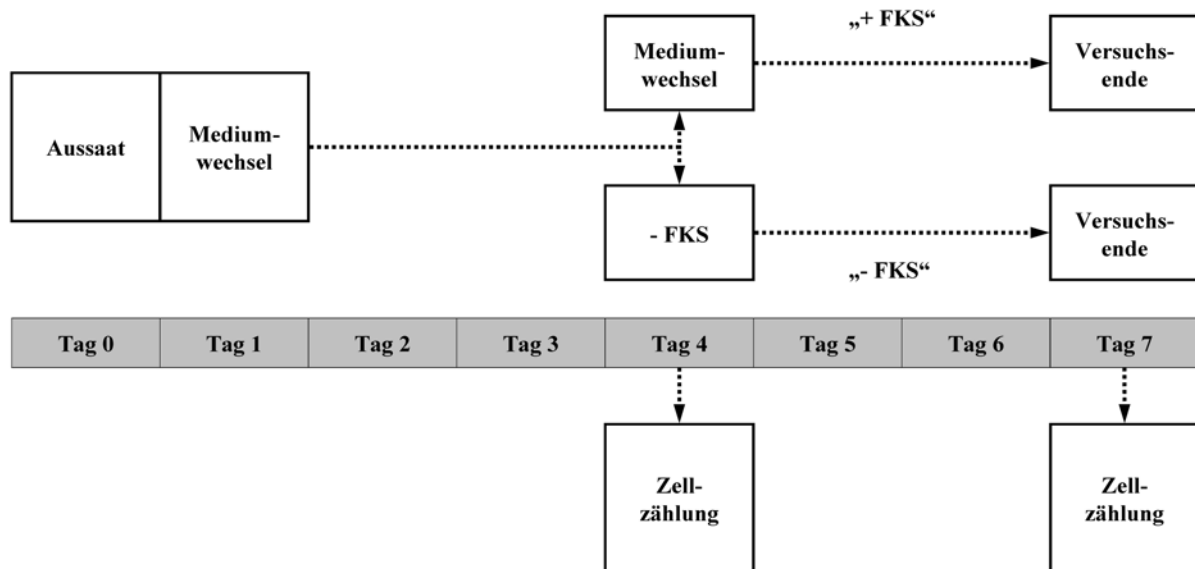 „+ FKS“
Medium-
wechsel
Versuchs-
ende
Aussaat
Medium-
wechsel
- FKS
Versuchs-
ende
„- FKS“
Tag 0
Tag 1
Tag 2
Tag 3
Tag 4
Tag 5
Tag 6
Tag 7
Zell-
zählung
Zell-
zählung